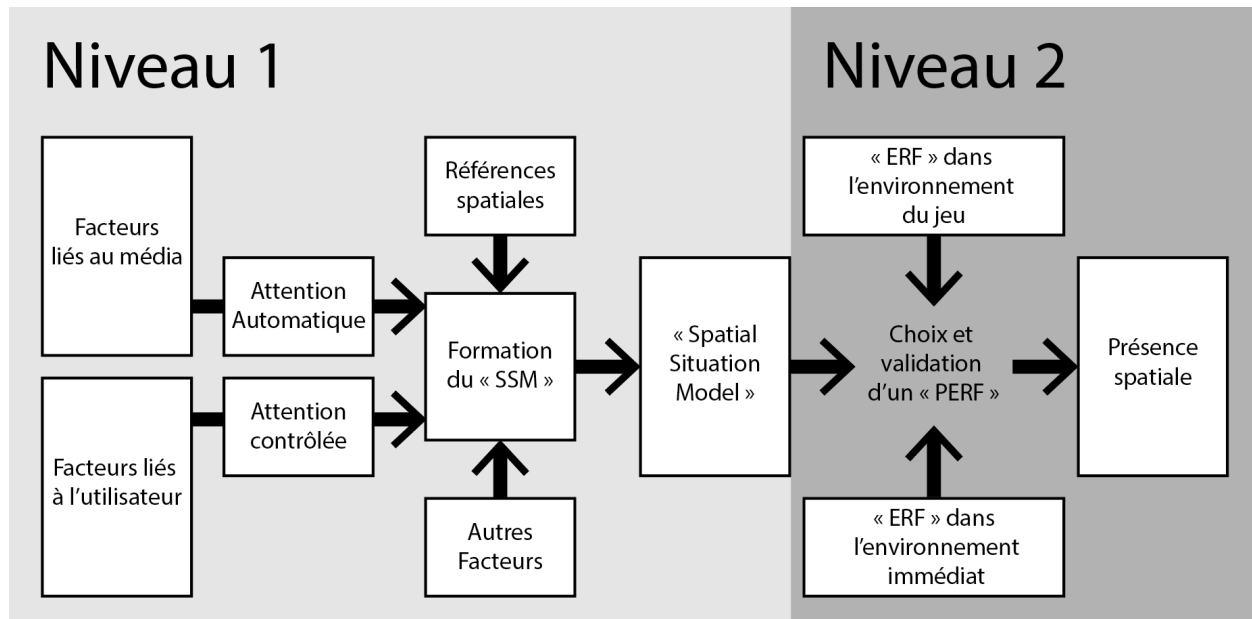 Niveau 1
Niveau 2
Facteurs
liés au média
Attention
Automatique
Facteurs liés
à l'utilisateur
Attention
contrôlée
Références
spatiales
Formation
du « SSM »
Autres
Facteurs
« Spatial
Situation
Model »
« ERF » dans
l'environnement
du jeu
Choix et
validation
d'un « PERF »
« ERF » dans
l'environnement
immédiat
Présence
spatiale